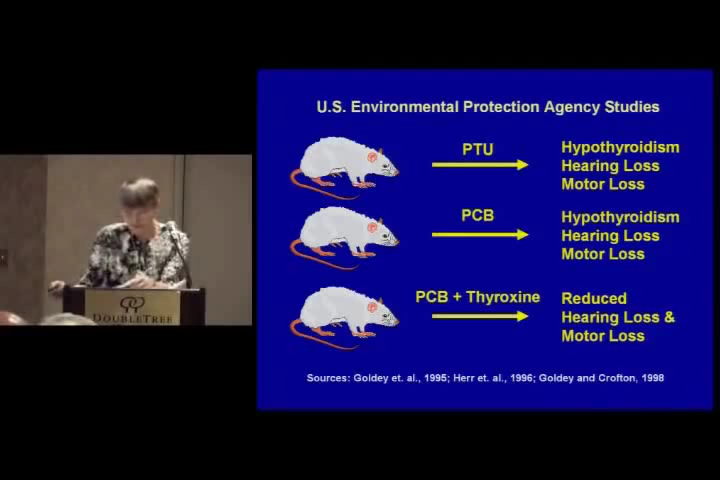 U.S. Environmental Protection Agency Studies
PTU
Hypothyroidism
Hearing Loss
Motor Loss
PCB
Hypothyroidism
Hearing Loss
Motor Loss
PCB + Thyroxine
Reduced
Hearing Loss &
Motor Loss
Sources: Goldey et. al., 1995; Herr et. al., 1996; Goldey and Crofton, 1998
DOUBLETREE